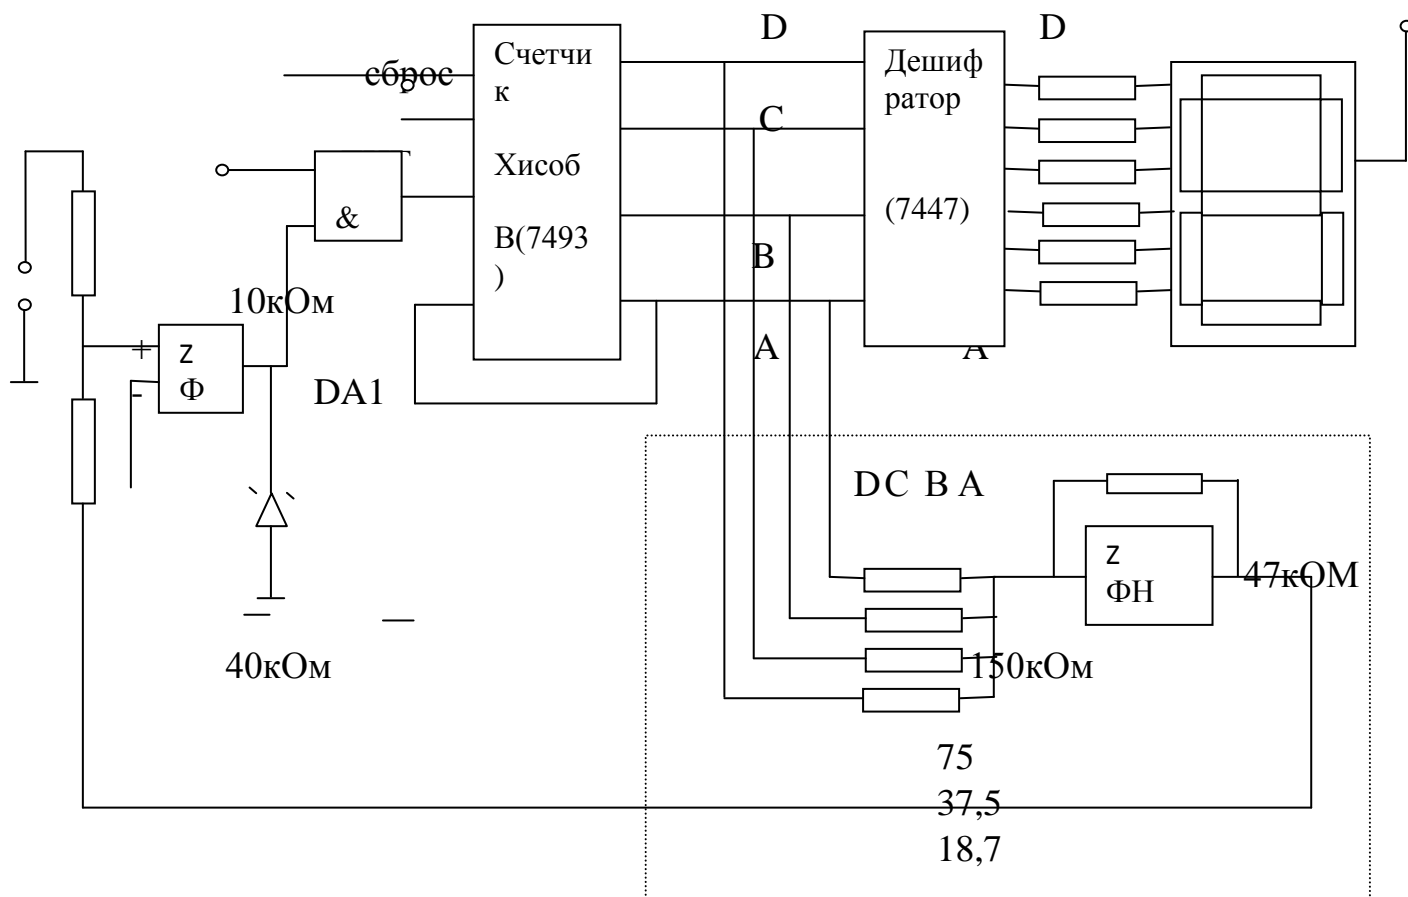 D
D
Счетчи
к
Дешиф
ратор
сброс
C
Хисоб
(7447)
&
В(7493
)
B
10кОм
+
z
Ф
-
A
A
DA1
DC B A
z
ФН
47кОМ
40кОм
150кОм
75
37,5
18,7